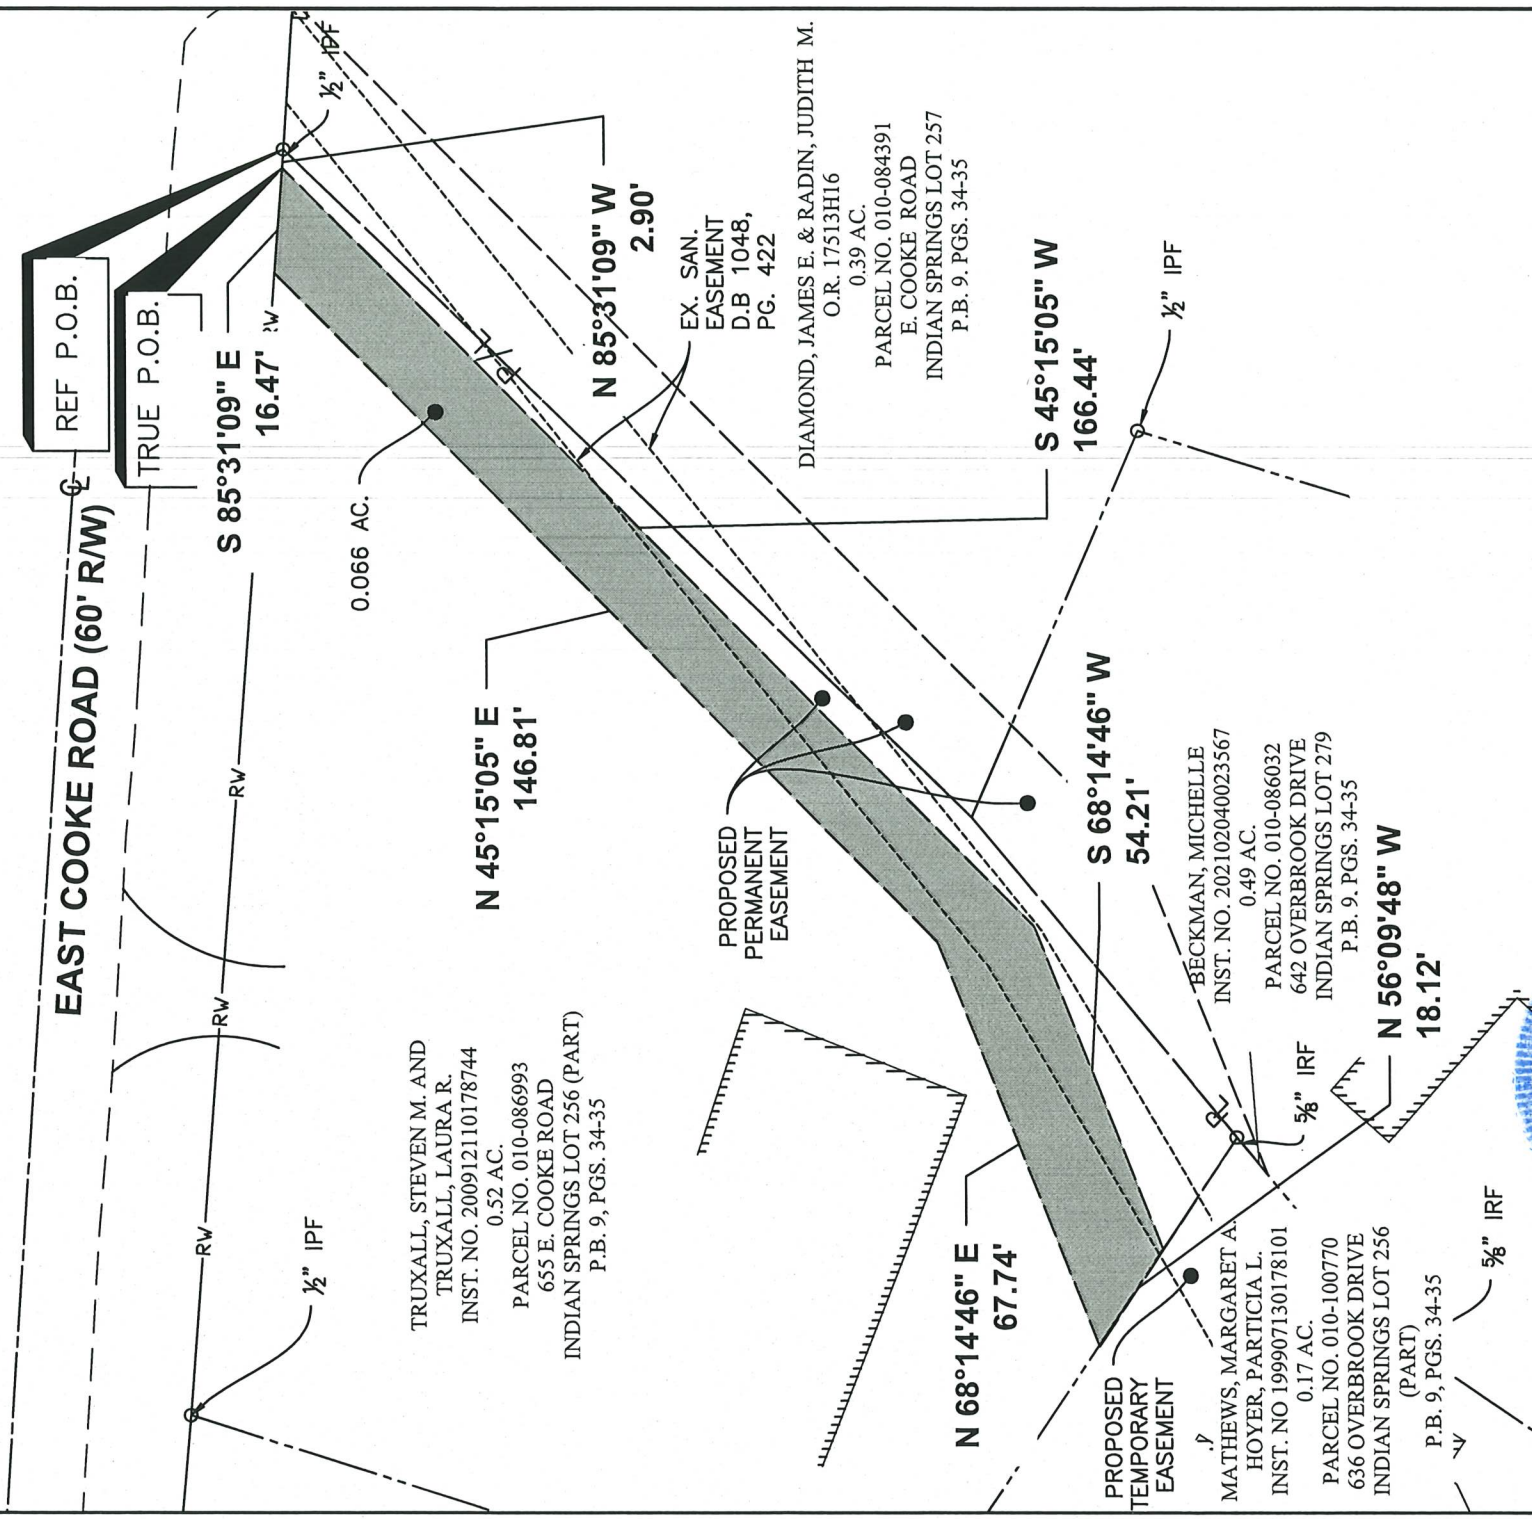 REF P.O.B.
TRUE P.O.B.
EAST COOKE ROAD (60' R/W)
S 85°31'09" E
16.47'
RW
RW
RW
½" IPF
½" IPF
0.066 AC.
N 85°31'09" W
2.90'
EX. SAN.
EASEMENT
D.B 1048,
PG. 422
DIAMOND, JAMES E. & RADIN, JUDITH M.
O.R. 17513H16
0.39 AC.
PARCEL NO. 010-084391
E. COOKE ROAD
INDIAN SPRINGS LOT 257
P.B. 9. PGS. 34-35
S 45°15'05" W
166.44'
½" IPF
N 45°15'05" E
146.81'
PROPOSED
PERMANENT
EASEMENT
S 68°14'46" W
54.21'
BECKMAN, MICHELLE
INST. NO. 202102040023567
0.49 AC.
PARCEL NO. 010-086032
642 OVERBROOK DRIVE
INDIAN SPRINGS LOT 279
P.B. 9. PGS. 34-35
N 56°09'48" W
18.12'
TRUXALL, STEVEN M. AND
TRUXALL, LAURA R.
INST. NO. 200912110178744
0.52 AC.
PARCEL NO. 010-086993
655 E. COOKE ROAD
INDIAN SPRINGS LOT 256 (PART)
P.B. 9, PGS. 34-35
⅝" IRF
N 68°14'46" E
67.74'
PROPOSED
TEMPORARY
EASEMENT
MATHEWS, MARGARET A.
HOYER, PARTICIA L.
INST. NO 199907130178101
0.17 AC.
PARCEL NO. 010-100770
636 OVERBROOK DRIVE
INDIAN SPRINGS LOT 256
(PART)
P.B. 9, PGS. 34-35
⅝" IRF